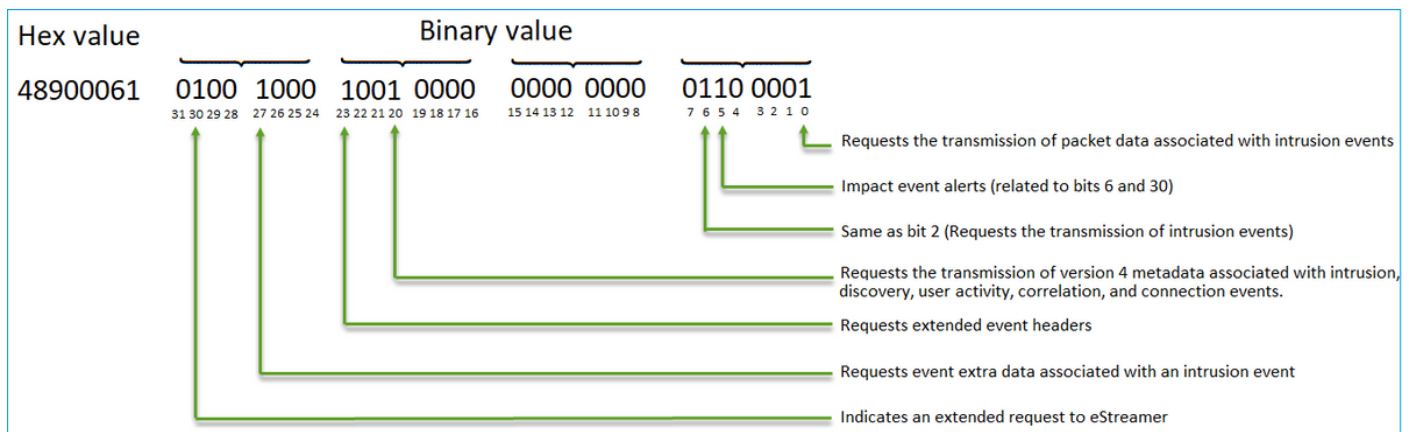 Hex value
Binary value
48900061 0100 1000 1001 0000 0000 0000 0110 0001
31 30 29 28 27 26 25 24 23 22 21 20 19 18 17 16 15 14 13 12 11 10 9 8 7 6 5 4 3 2 1 0
Requests the transmission of packet data associated with intrusion events
Impact event alerts (related to bits 6 and 30)
Same as bit 2 (Requests the transmission of intrusion events)
Requests the transmission of version 4 metadata associated with intrusion,
discovery, user activity, correlation, and connection events.
Requests extended event headers
Requests event extra data associated with an intrusion event
Indicates an extended request to eStreamer